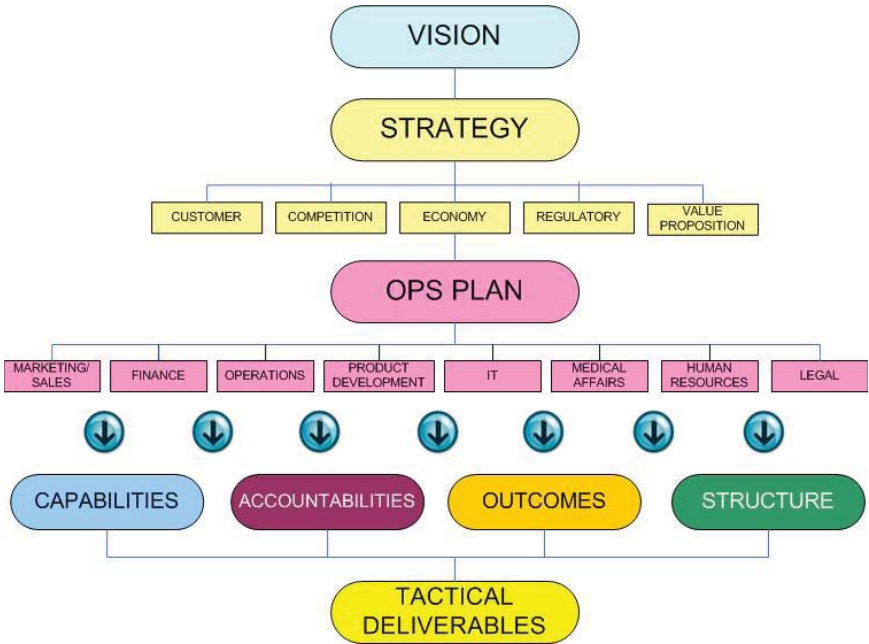 VISION
STRATEGY
CUSTOMER
COMPETITION
ECONOMY
REGULATORY
VALUE
PROPOSITION
OPS PLAN
MARKETING/
SALES
FINANCE
OPERATIONS
PRODUCT
DEVELOPMENT
IT
MEDICAL
AFFAIRS
HUMAN
RESOURCES
LEGAL
CAPABILITIES
ACCOUNTABILITIES
OUTCOMES
STRUCTURE
TACTICAL
DELIVERABLES